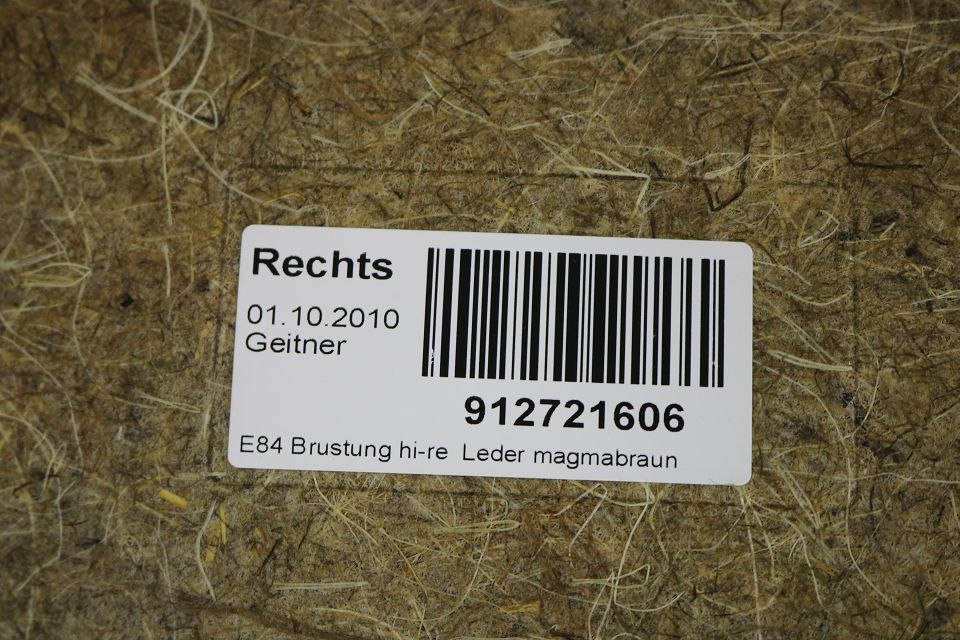 Rechts
01.10.2010
Geitner
912721606
E84 Brustung hi-re Leder magmabraun